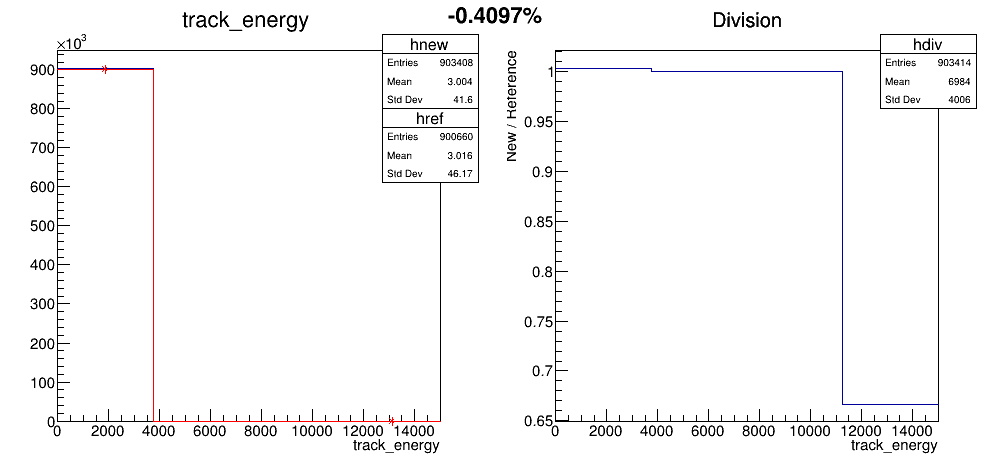 -0.4097%
track_energy
×10³
900
800
700
600
500
400
300
200
100
0
0 2000 4000 6000 8000 10000 12000 14000
track_energy
hnew
Entries 903408
Mean 3.004
Std Dev 41.6
href
Entries 900660
Mean 3.016
Std Dev 46.17
Division
New / Reference
1
0.95
0.9
0.85
0.8
0.75
0.7
0.65
0 2000 4000 6000 8000 10000 12000 14000
track_energy
hdiv
Entries 903414
Mean 6984
Std Dev 4006